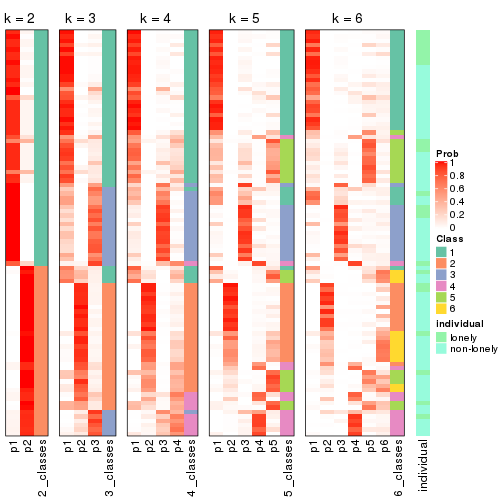 k = 2 k = 3 k = 4 k = 5 k = 6
Prob
1
0.8
0.6
0.4
0.2
0
Class
1
2
3
4
5
6
Individual
lonely
non-lonely
p1 p2 2_classes p1 p2 p3 3_classes p1 p2 p3 p4 4_classes p1 p2 p3 p4 p5 5_classes p1 p2 p3 p4 p5 p6 6_classes individual